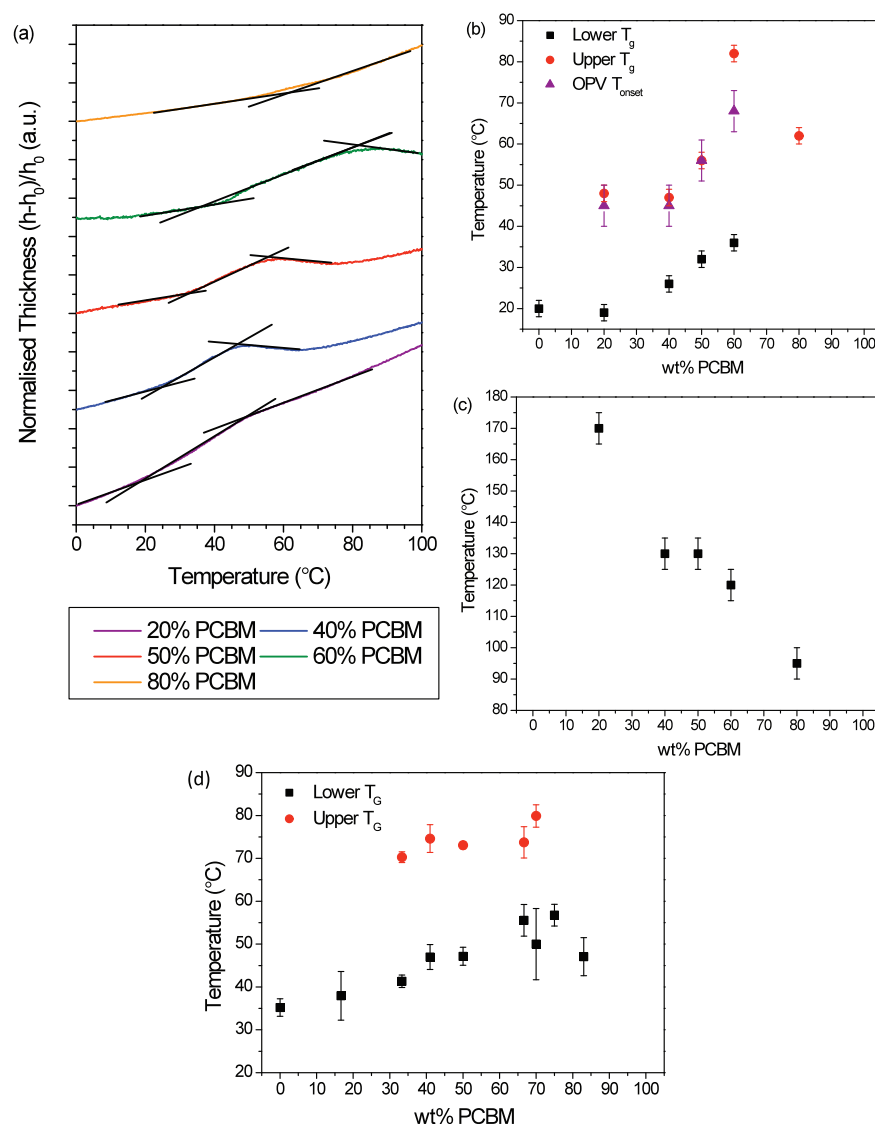 (a)
Normalised Thickness (h-h₀)/h₀ (a.u.)
0 20 40 60 80 100
Temperature (°C)
20% PCBM 40% PCBM
50% PCBM 60% PCBM
80% PCBM
(b)
Lower Tg
Upper Tg
OPV Tonset
Temperature (°C)
90
80
70
60
50
40
30
20
0 10 20 30 40 50 60 70 80 90 100
wt% PCBM
(c)
Temperature (°C)
180
170
160
150
140
130
120
110
100
90
80
0 10 20 30 40 50 60 70 80 90 100
wt% PCBM
(d)
Lower TG
Upper TG
Temperature (°C)
90
80
70
60
50
40
30
20
0 10 20 30 40 50 60 70 80 90 100
wt% PCBM